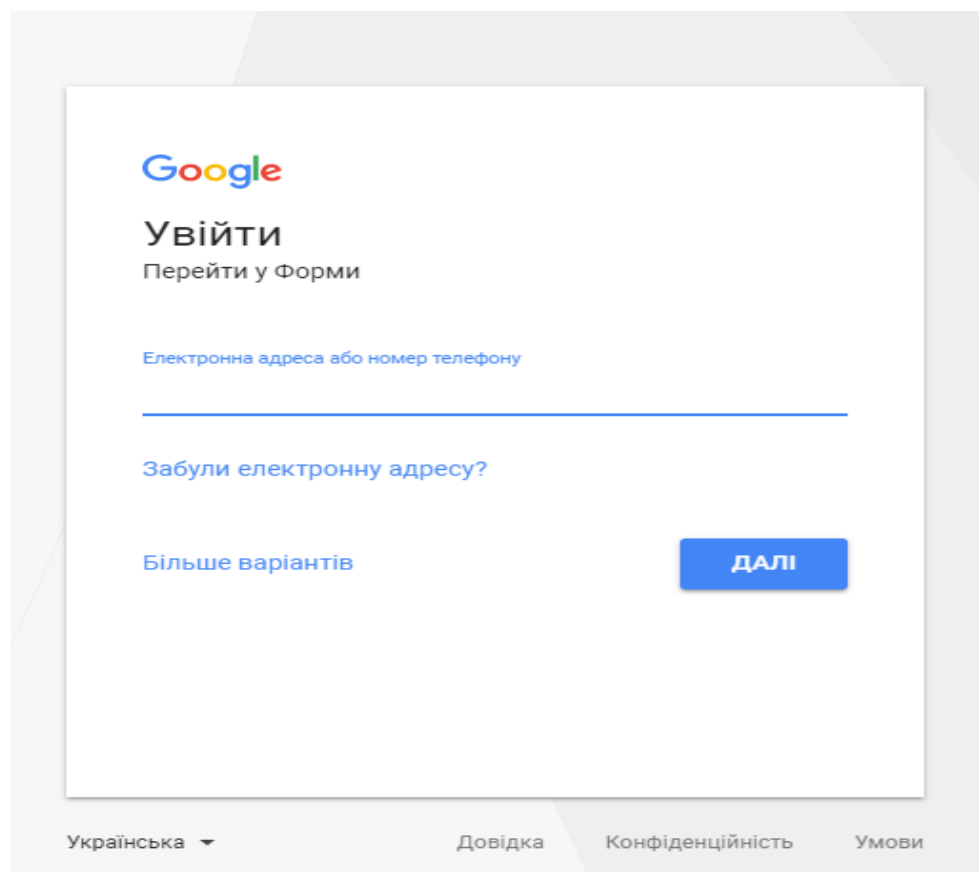 Google
Увійти
Перейти у Форми
Електронна адреса або номер телефону
Забули електронну адресу?
Більше варіантів
ДАЛІ
Українська
Довідка
Конфіденційність
Умови